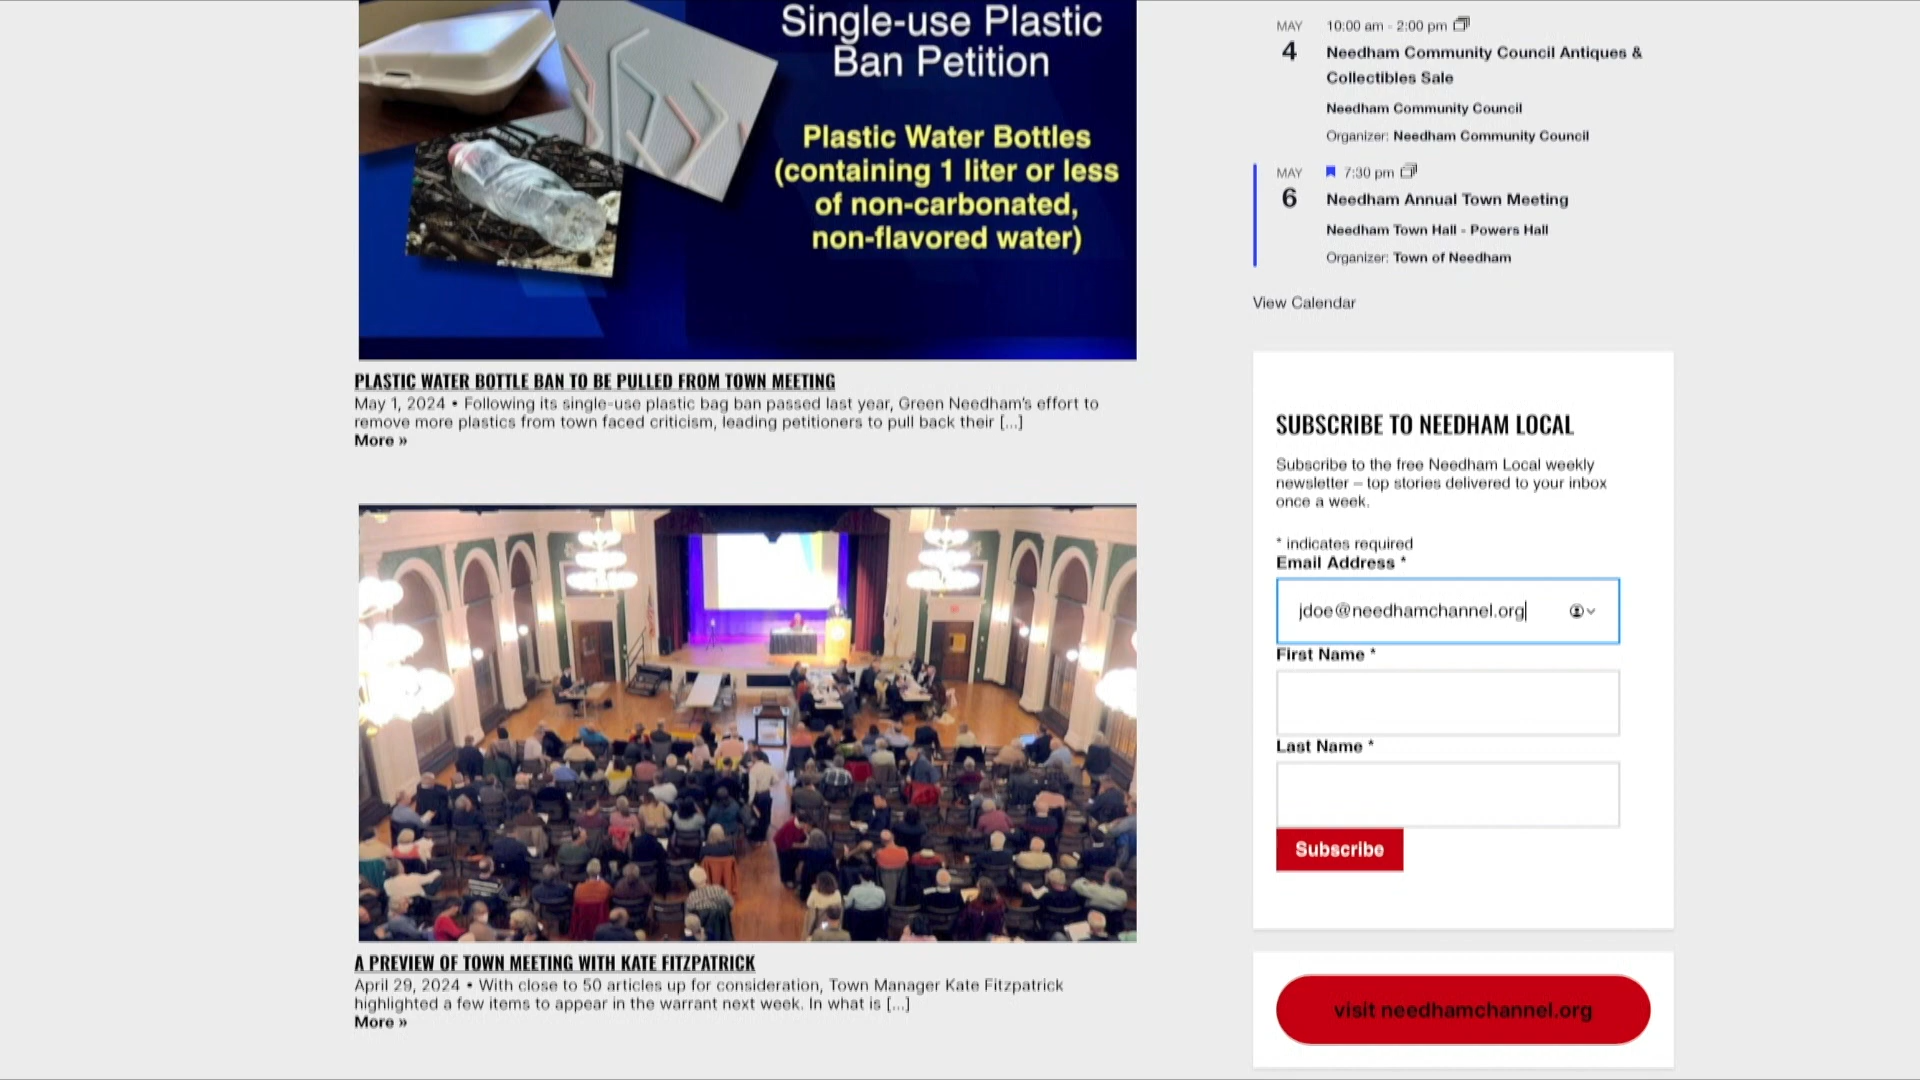 Single-use Plastic
Ban Petition
Plastic Water Bottles
(containing 1 liter or less
of non-carbonated,
non-flavored water)
PLASTIC WATER BOTTLE BAN TO BE PULLED FROM TOWN MEETING
May 1, 2024 • Following its single-use plastic bag ban passed last year, Green Needham's effort to
remove more plastics from town faced criticism, leading petitioners to pull back their [...]
More »
A PREVIEW OF TOWN MEETING WITH KATE FITZPATRICK
April 29, 2024 • With close to 50 articles up for consideration, Town Manager Kate Fitzpatrick
highlighted a few items to appear in the warrant next week. In what is [...]
More »
MAY
4
10:00 am - 2:00 pm
Needham Community Council Antiques &
Collectibles Sale
Needham Community Council
Organizer: Needham Community Council
MAY
6
7:30 pm
Needham Annual Town Meeting
Needham Town Hall - Powers Hall
Organizer: Town of Needham
View Calendar
SUBSCRIBE TO NEEDHAM LOCAL
Subscribe to the free Needham Local weekly
newsletter – top stories delivered to your inbox
once a week.
* indicates required
Email Address *
jdoe@needhamchannel.org
First Name *
Last Name *
Subscribe
visit needhamchannel.org